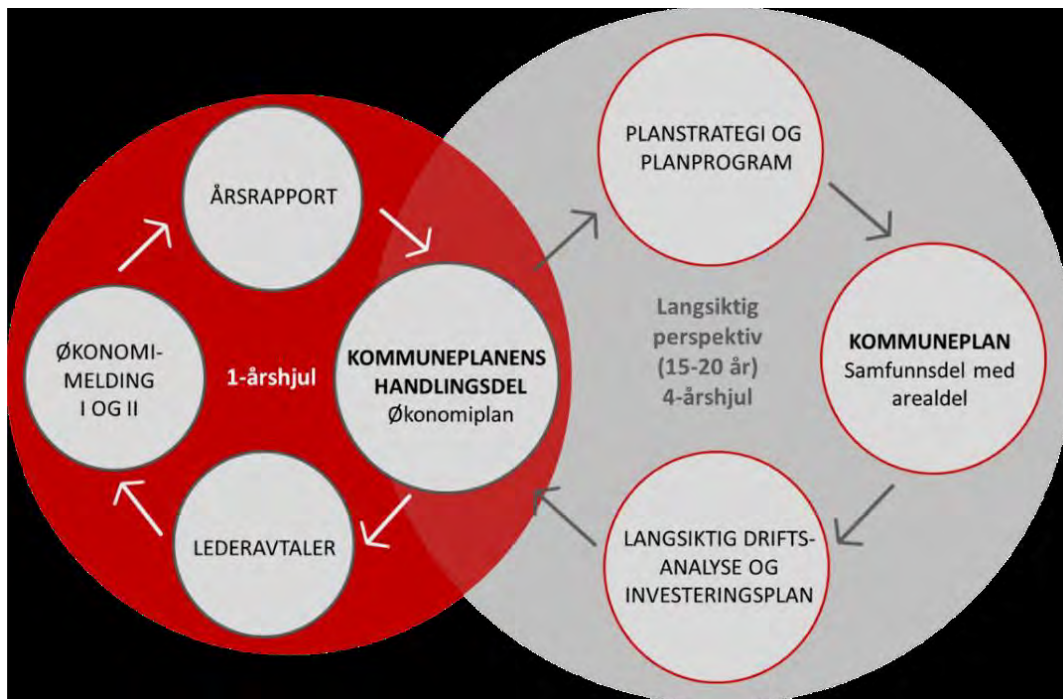 ÅRSRAPPORT
ØKONOMI-
MELDING
I OG II
1-årshjul
KOMMUNEPLANENS
HANDLINGSDEL
Økonomiplan
LEDERAVTALER
PLANSTRATEGI OG
PLANPROGRAM
Langsiktig
perspektiv
(15-20 år)
4-årshjul
KOMMUNEPLAN
Samfunnsdel med
arealdel
LANGSIKTIG DRIFTS-
ANALYSE OG
INVESTERINGSPLAN